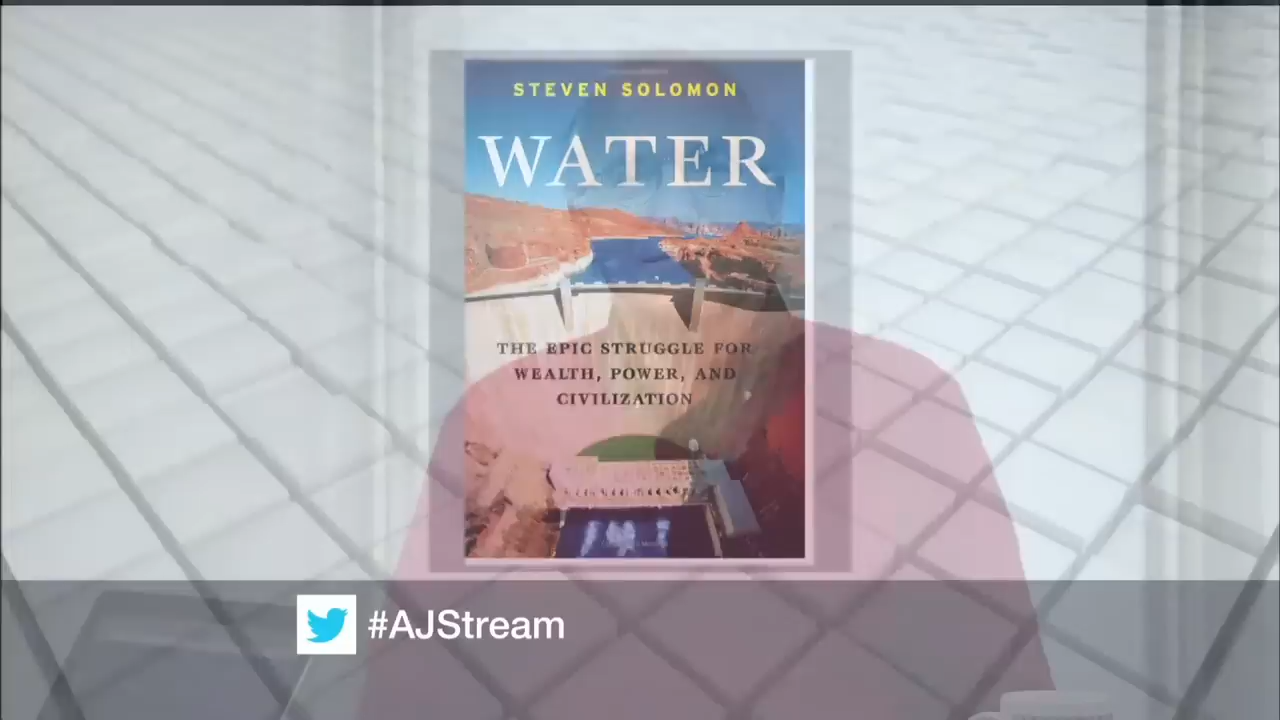 STEVEN SOLOMON
WATER
THE EPIC STRUGGLE FOR
WEALTH, POWER, AND
CIVILIZATION
#AJStream